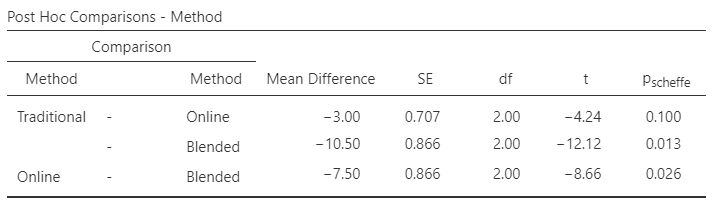 Post Hoc Comparisons - Method
Comparison
Method Method Mean Difference SE df t pscheffe
Traditional - Online −3.00 0.707 2.00 −4.24 0.100
- Blended −10.50 0.866 2.00 −12.12 0.013
Online - Blended −7.50 0.866 2.00 −8.66 0.026